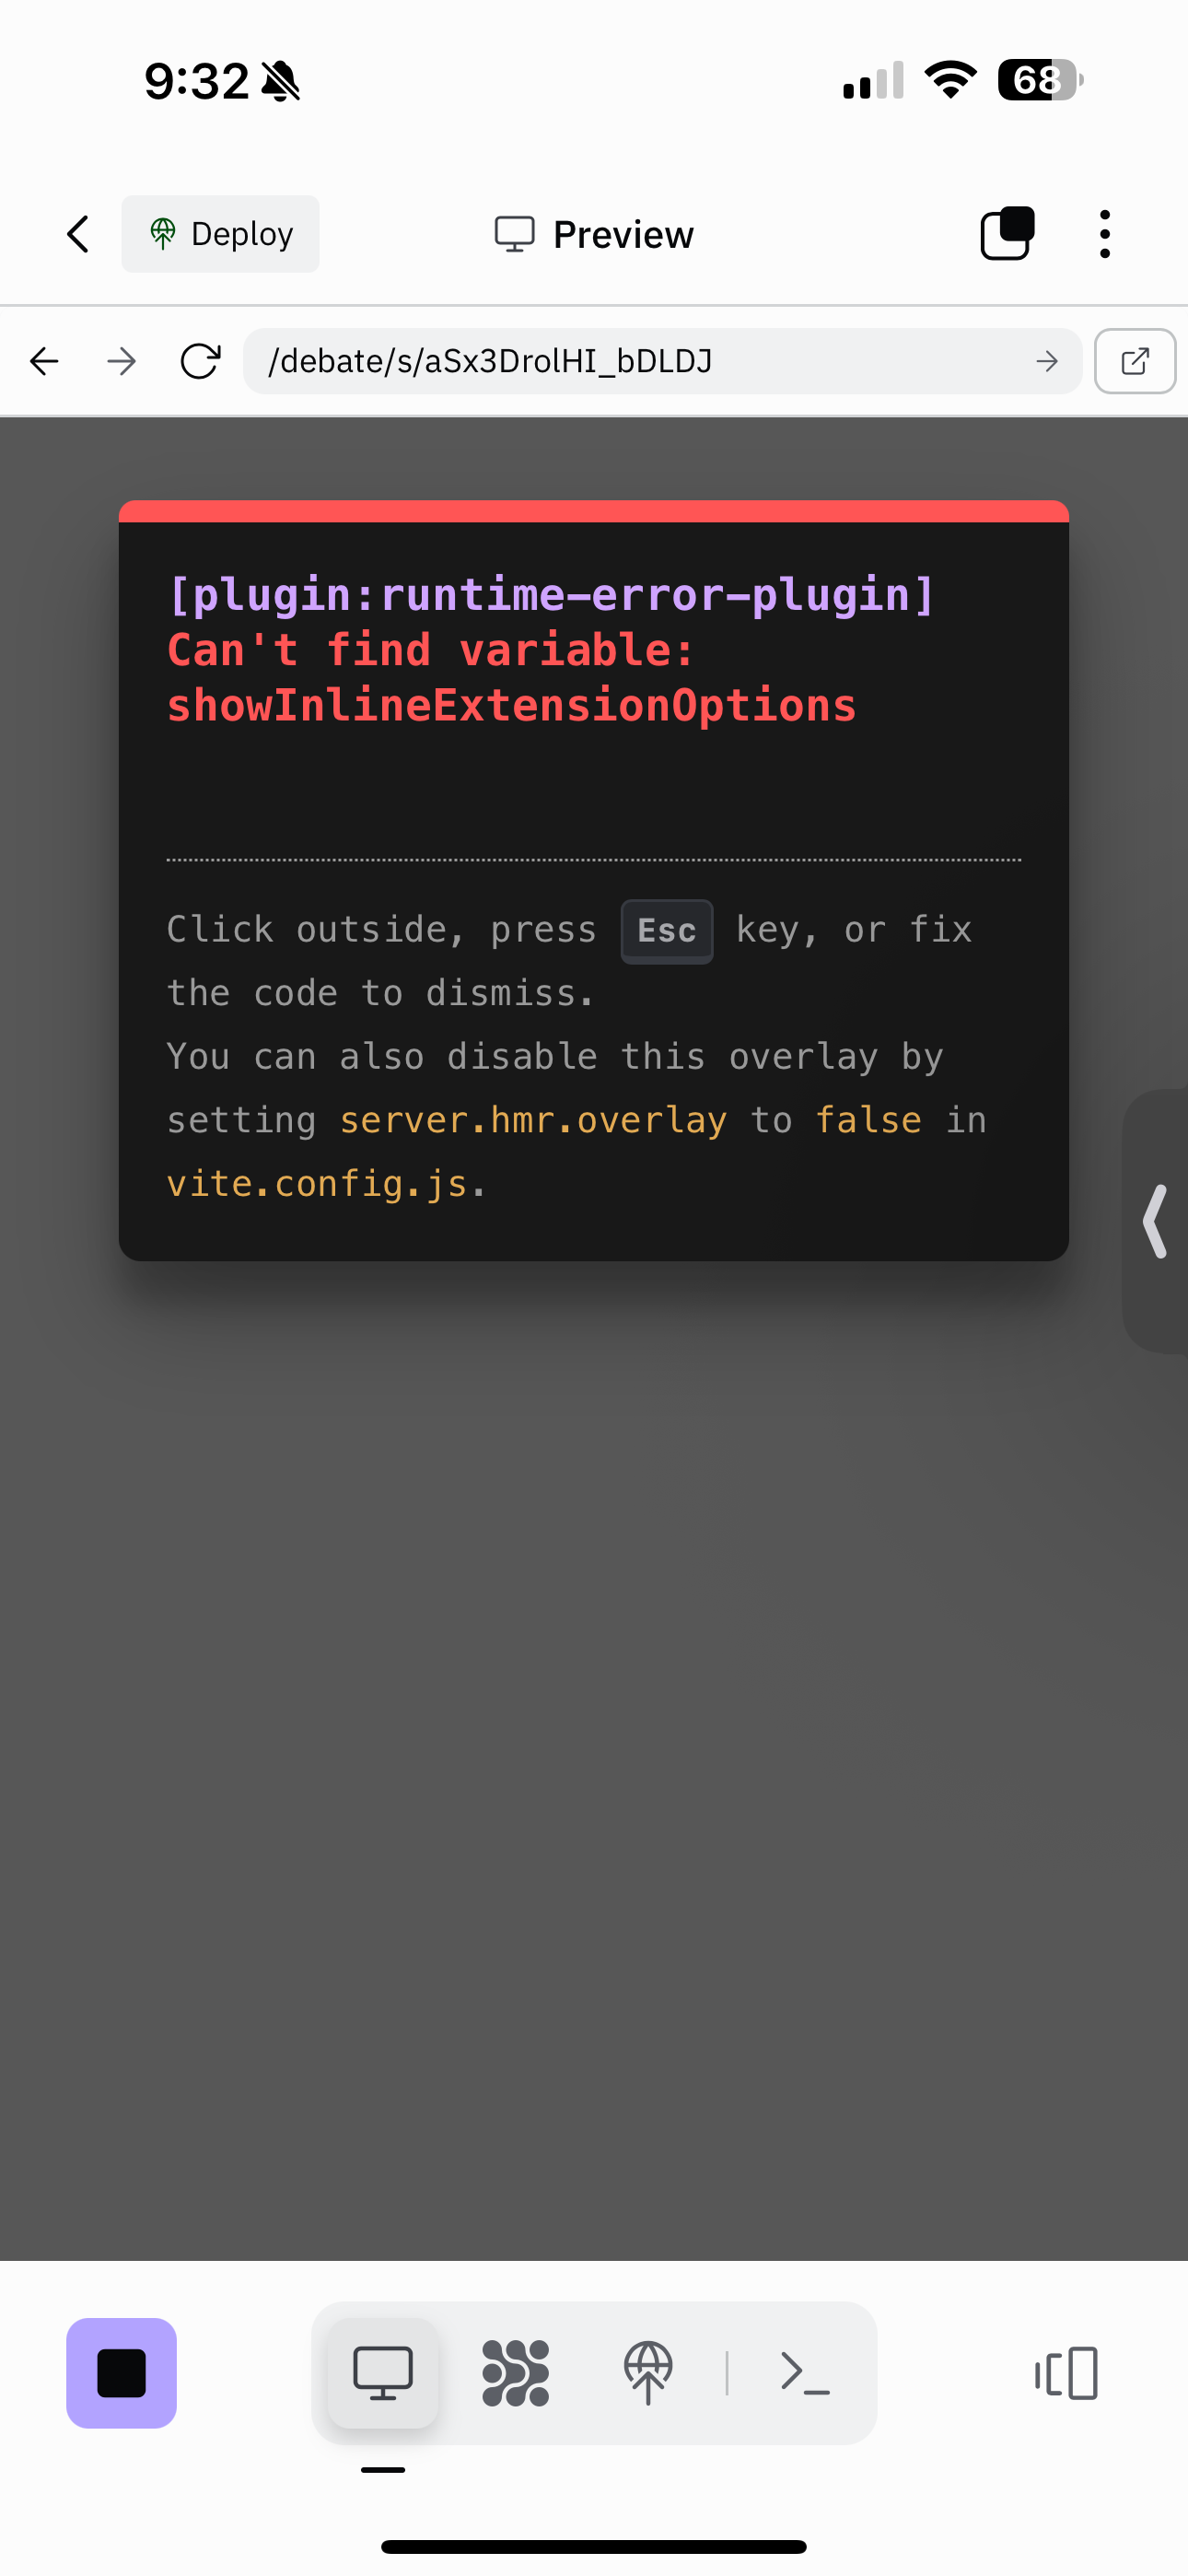 9:32
68
Deploy
Preview
/debate/s/aSx3DrolHI_bDLDJ
[plugin:runtime-error-plugin]
Can't find variable:
showInlineExtensionOptions
Click outside, press Esc key, or fix
the code to dismiss.
You can also disable this overlay by
setting server.hmr.overlay to false in
vite.config.js.